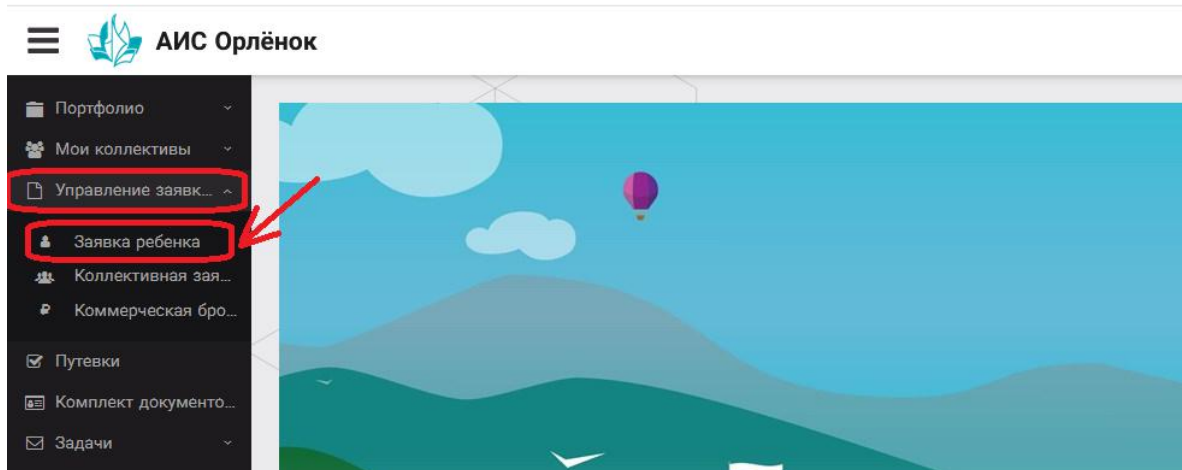 АИС Орлёнок
Портфолио
Мои коллективы
Управление заявк...
Заявка ребенка
Коллективная зая...
Коммерческая бро...
Путевки
Комплект документо...
Задачи